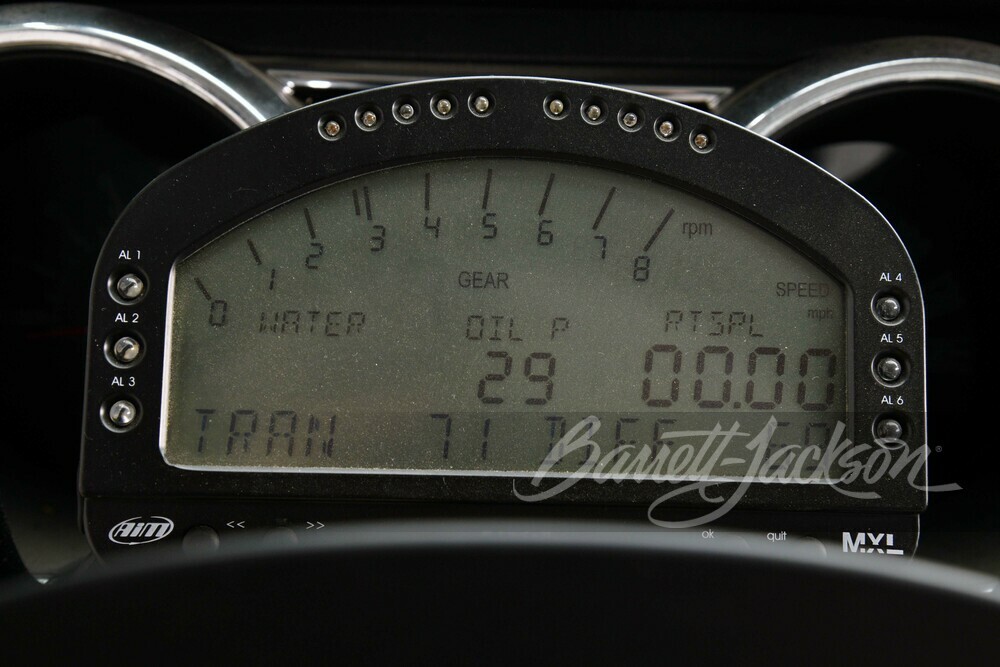 AL 1
AL 2
AL 3
0 1 2 3 4 5 6 7 8 rpm
GEAR
SPEED
mph
WATER OIL P RTSPL
29 00.00
TRAN 71 DIFF
AL 4
AL 5
AL 6
Barrett-Jackson®
AIM << >> ok quit MXL